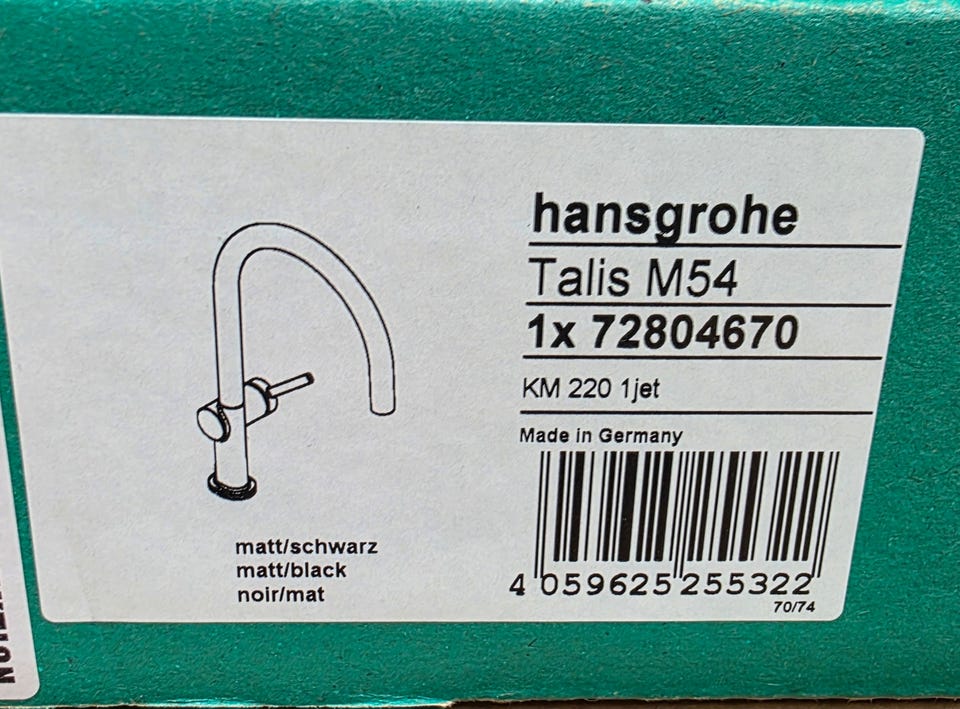 hansgrohe
Talis M54
1x 72804670
KM 220 1jet
Made in Germany
4 059625 255322
70/74
matt/schwarz
matt/black
noir/mat